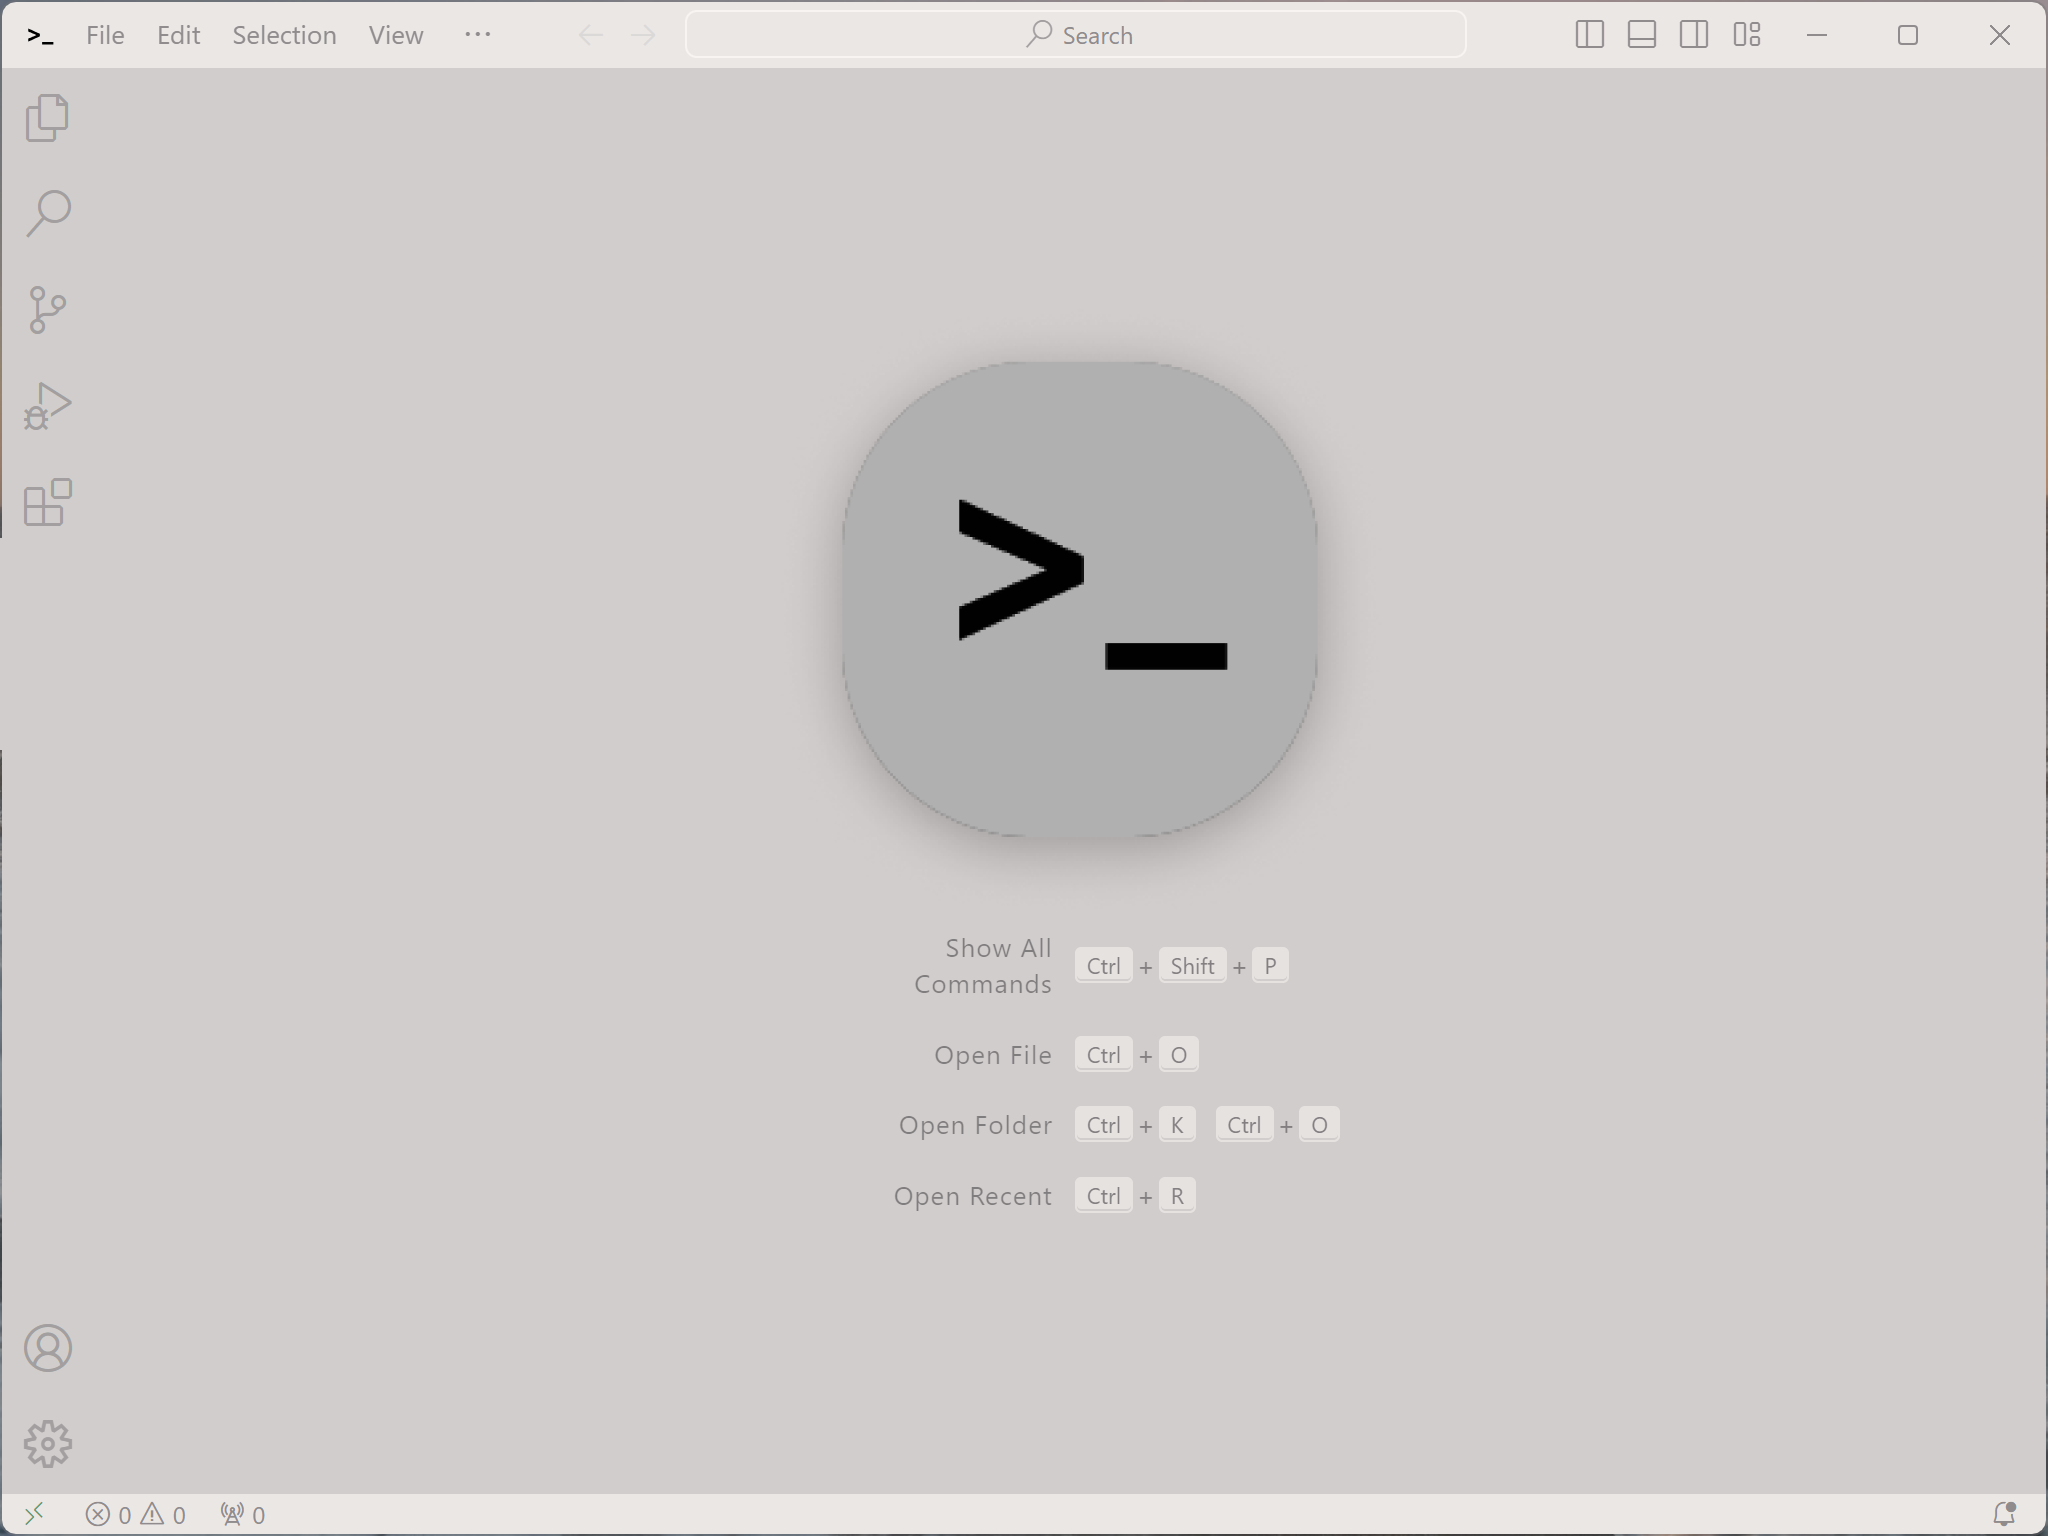 >_ File Edit Selection View ··· Search
>_
Show All
Commands Ctrl + Shift + P
Open File Ctrl + O
Open Folder Ctrl + K Ctrl + O
Open Recent Ctrl + R
0 0 0